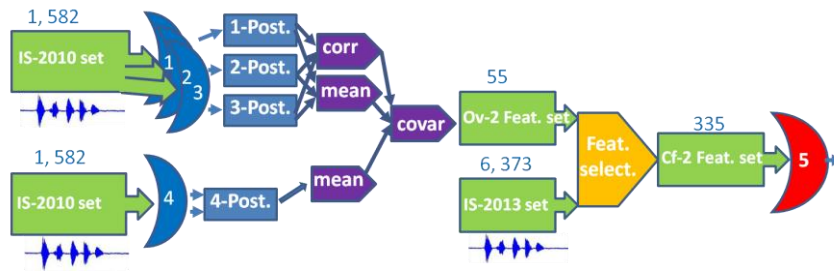 1, 582
IS-2010 set
1
2
3
1-Post.
2-Post.
3-Post.
corr
mean
covar
1, 582
IS-2010 set
4
4-Post.
mean
55
Ov-2 Feat. set
6, 373
IS-2013 set
Feat.
select.
335
Cf-2 Feat. set
5